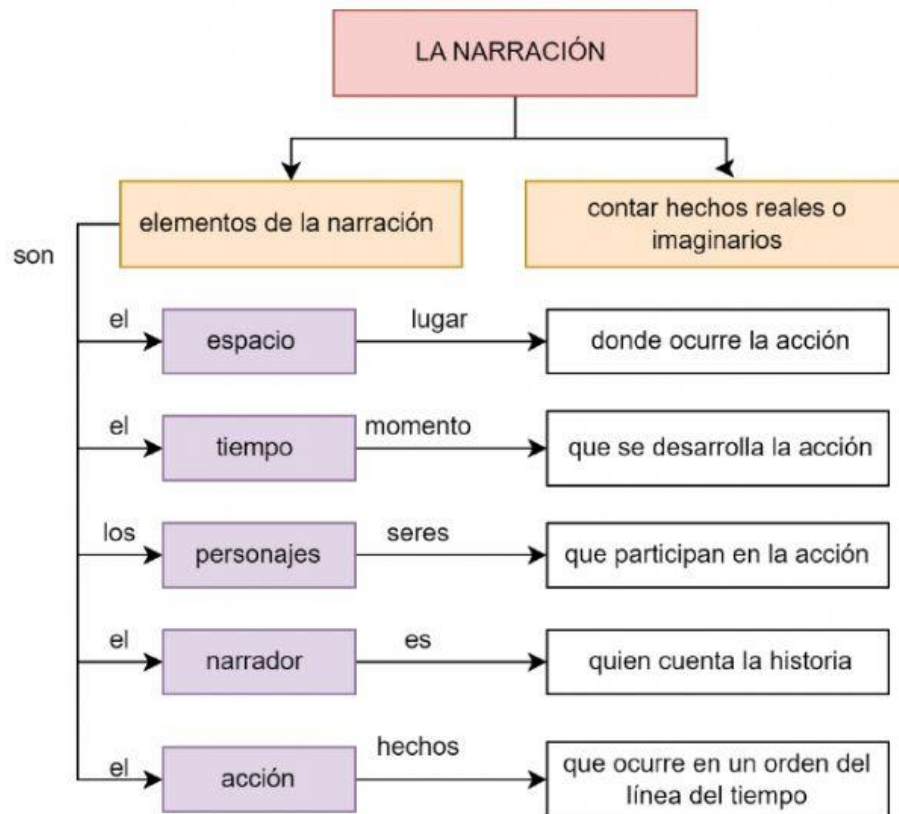 LA NARRACIÓN
elementos de la narración
contar hechos reales o
imaginarios
son
el
espacio
lugar
donde ocurre la acción
el
tiempo
momento
que se desarrolla la acción
los
personajes
seres
que participan en la acción
el
narrador
es
quien cuenta la historia
el
acción
hechos
que ocurre en un orden del
línea del tiempo